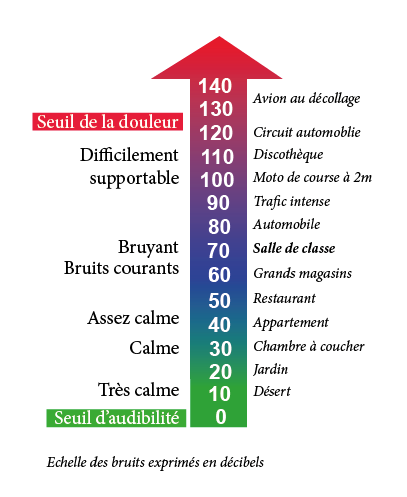 140
Avion au décollage
130
Seuil de la douleur
120
Circuit automoblie
Difficilement
110
Discothèque
supportable
100
Moto de course à 2m
90
Trafic intense
80
Automobile
Bruyant
70
Salle de classe
Bruits courants
60
Grands magasins
50
Restaurant
Assez calme
40
Appartement
Calme
30
Chambre à coucher
20
Jardin
Très calme
10
Désert
Seuil d'audibilité
0
Echelle des bruits exprimés en décibels